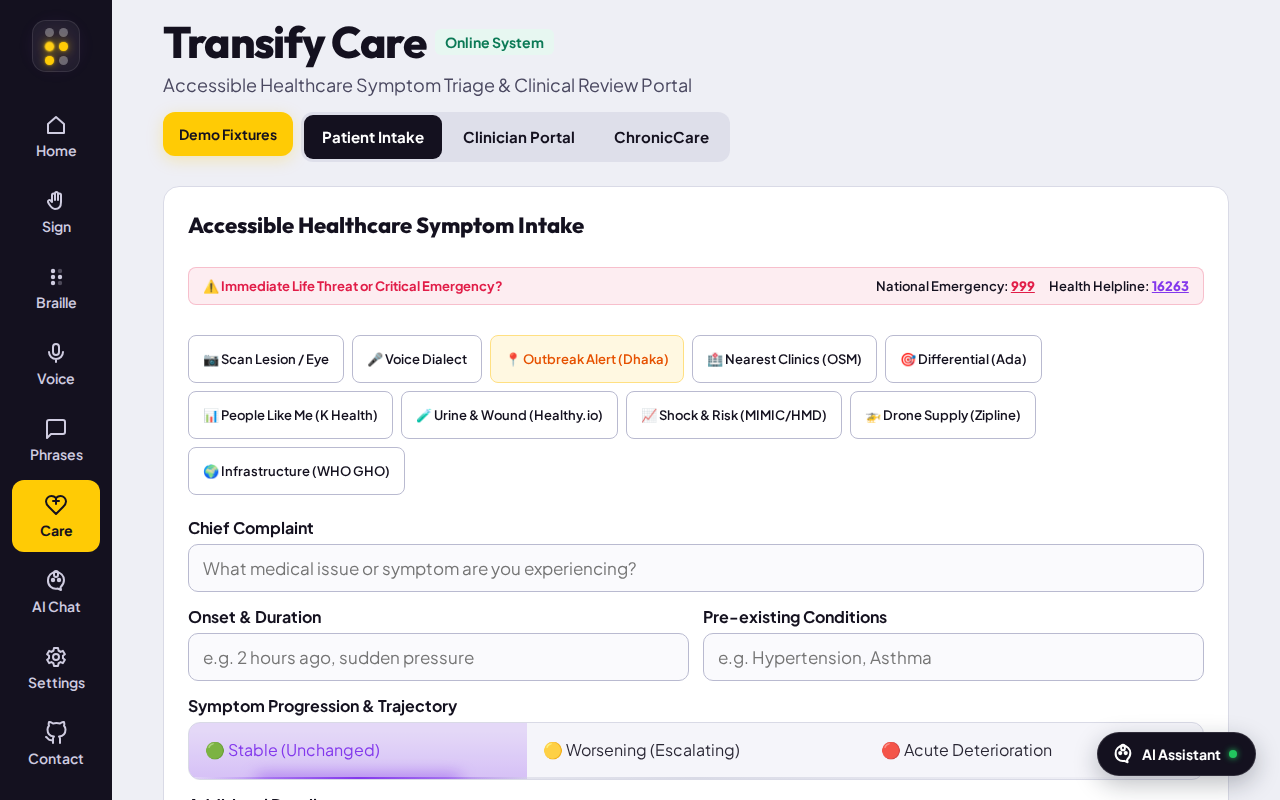 Transify Care Online System
Accessible Healthcare Symptom Triage & Clinical Review Portal
Demo Fixtures Patient Intake Clinician Portal ChronicCare
Home
Sign
Braille
Voice
Phrases
Care
AI Chat
Settings
Contact
Accessible Healthcare Symptom Intake
⚠️ Immediate Life Threat or Critical Emergency? National Emergency: 999 Health Helpline: 16263
📷 Scan Lesion / Eye 🎤 Voice Dialect 📍 Outbreak Alert (Dhaka) 🏥 Nearest Clinics (OSM) 🎯 Differential (Ada)
📊 People Like Me (K Health) 🧪 Urine & Wound (Healthy.io) 📈 Shock & Risk (MIMIC/HMD) 🚁 Drone Supply (Zipline)
🌍 Infrastructure (WHO GHO)
Chief Complaint
What medical issue or symptom are you experiencing?
Onset & Duration Pre-existing Conditions
e.g. 2 hours ago, sudden pressure e.g. Hypertension, Asthma
Symptom Progression & Trajectory
🟢 Stable (Unchanged) 🟡 Worsening (Escalating) 🔴 Acute Deterioration
AI Assistant